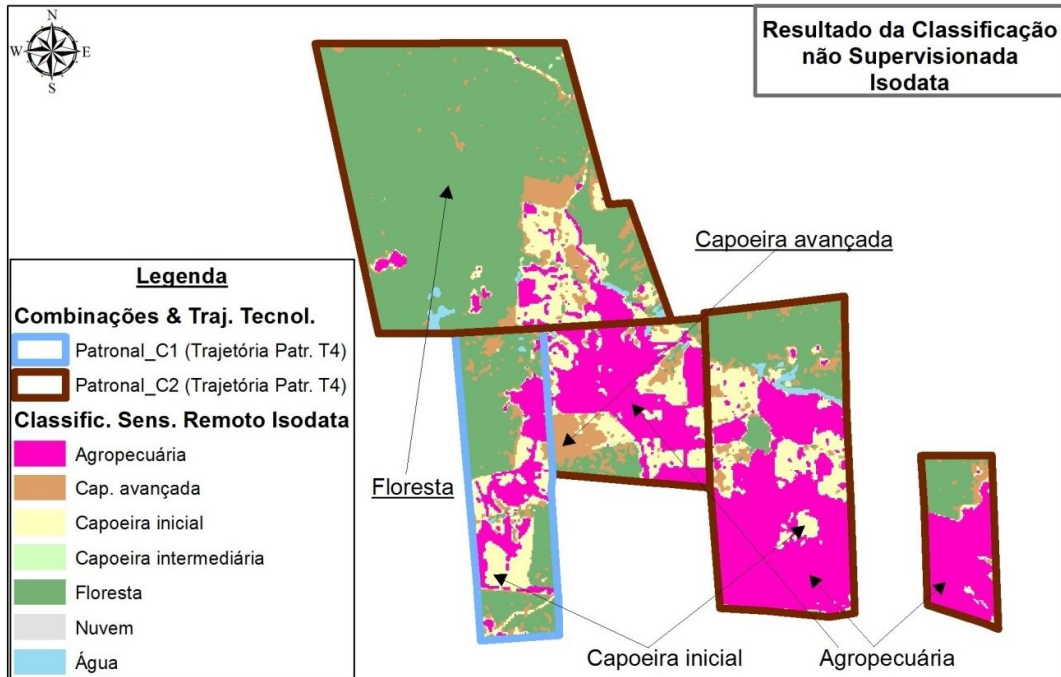 N
W E
S
Resultado da Classificação
não Supervisionada
Isodata
Capoeira avançada
Floresta
Capoeira inicial
Agropecuária
Legenda
Combinações & Traj. Tecnol.
Patronal_C1 (Trajetória Patr. T4)
Patronal_C2 (Trajetória Patr. T4)
Classific. Sens. Remoto Isodata
Agropecuária
Cap. avançada
Capoeira inicial
Capoeira intermediária
Floresta
Nuvem
Água